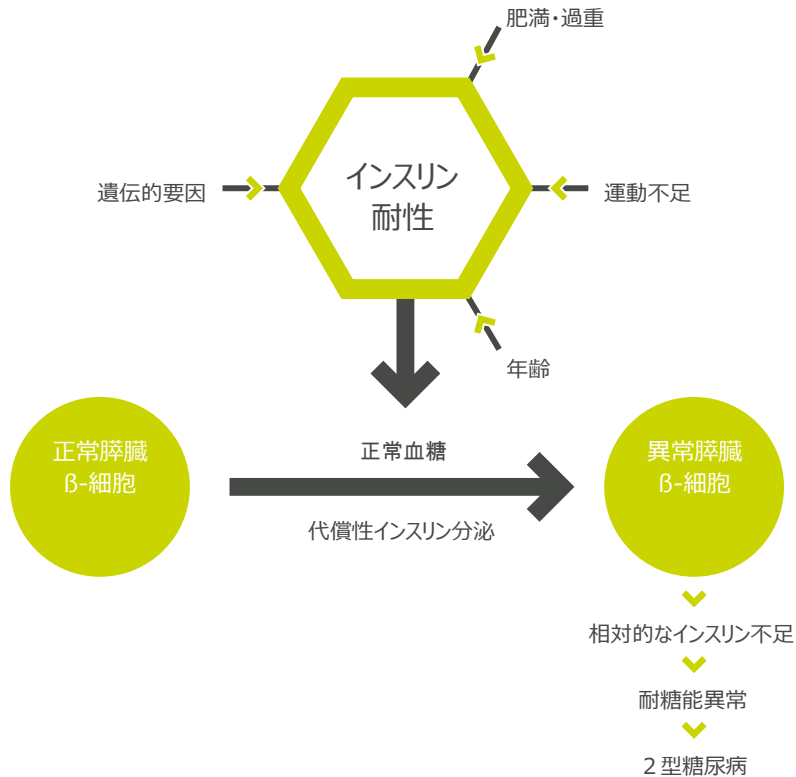 肥満・過重
インスリン
耐性
遺伝的要因
運動不足
年齢
正常膵臓
ß-細胞
正常血糖
代償性インスリン分泌
異常膵臓
ß-細胞
相対的なインスリン不足
耐糖能異常
２型糖尿病